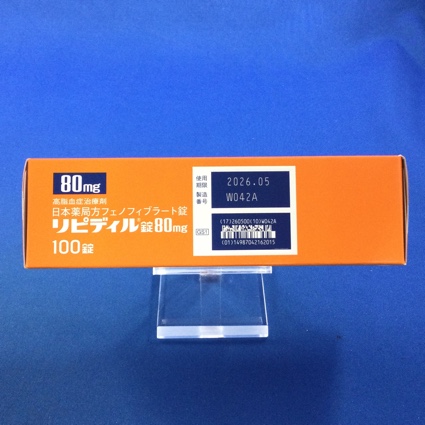 80mg
高脂血症治療剤
日本薬局方フェノフィブラート錠
リピディル®錠80mg
100錠
使用
期限
2026.05
製造
番号
W042A
(17)260500(10)W042A
GS1
(01)14987042162015